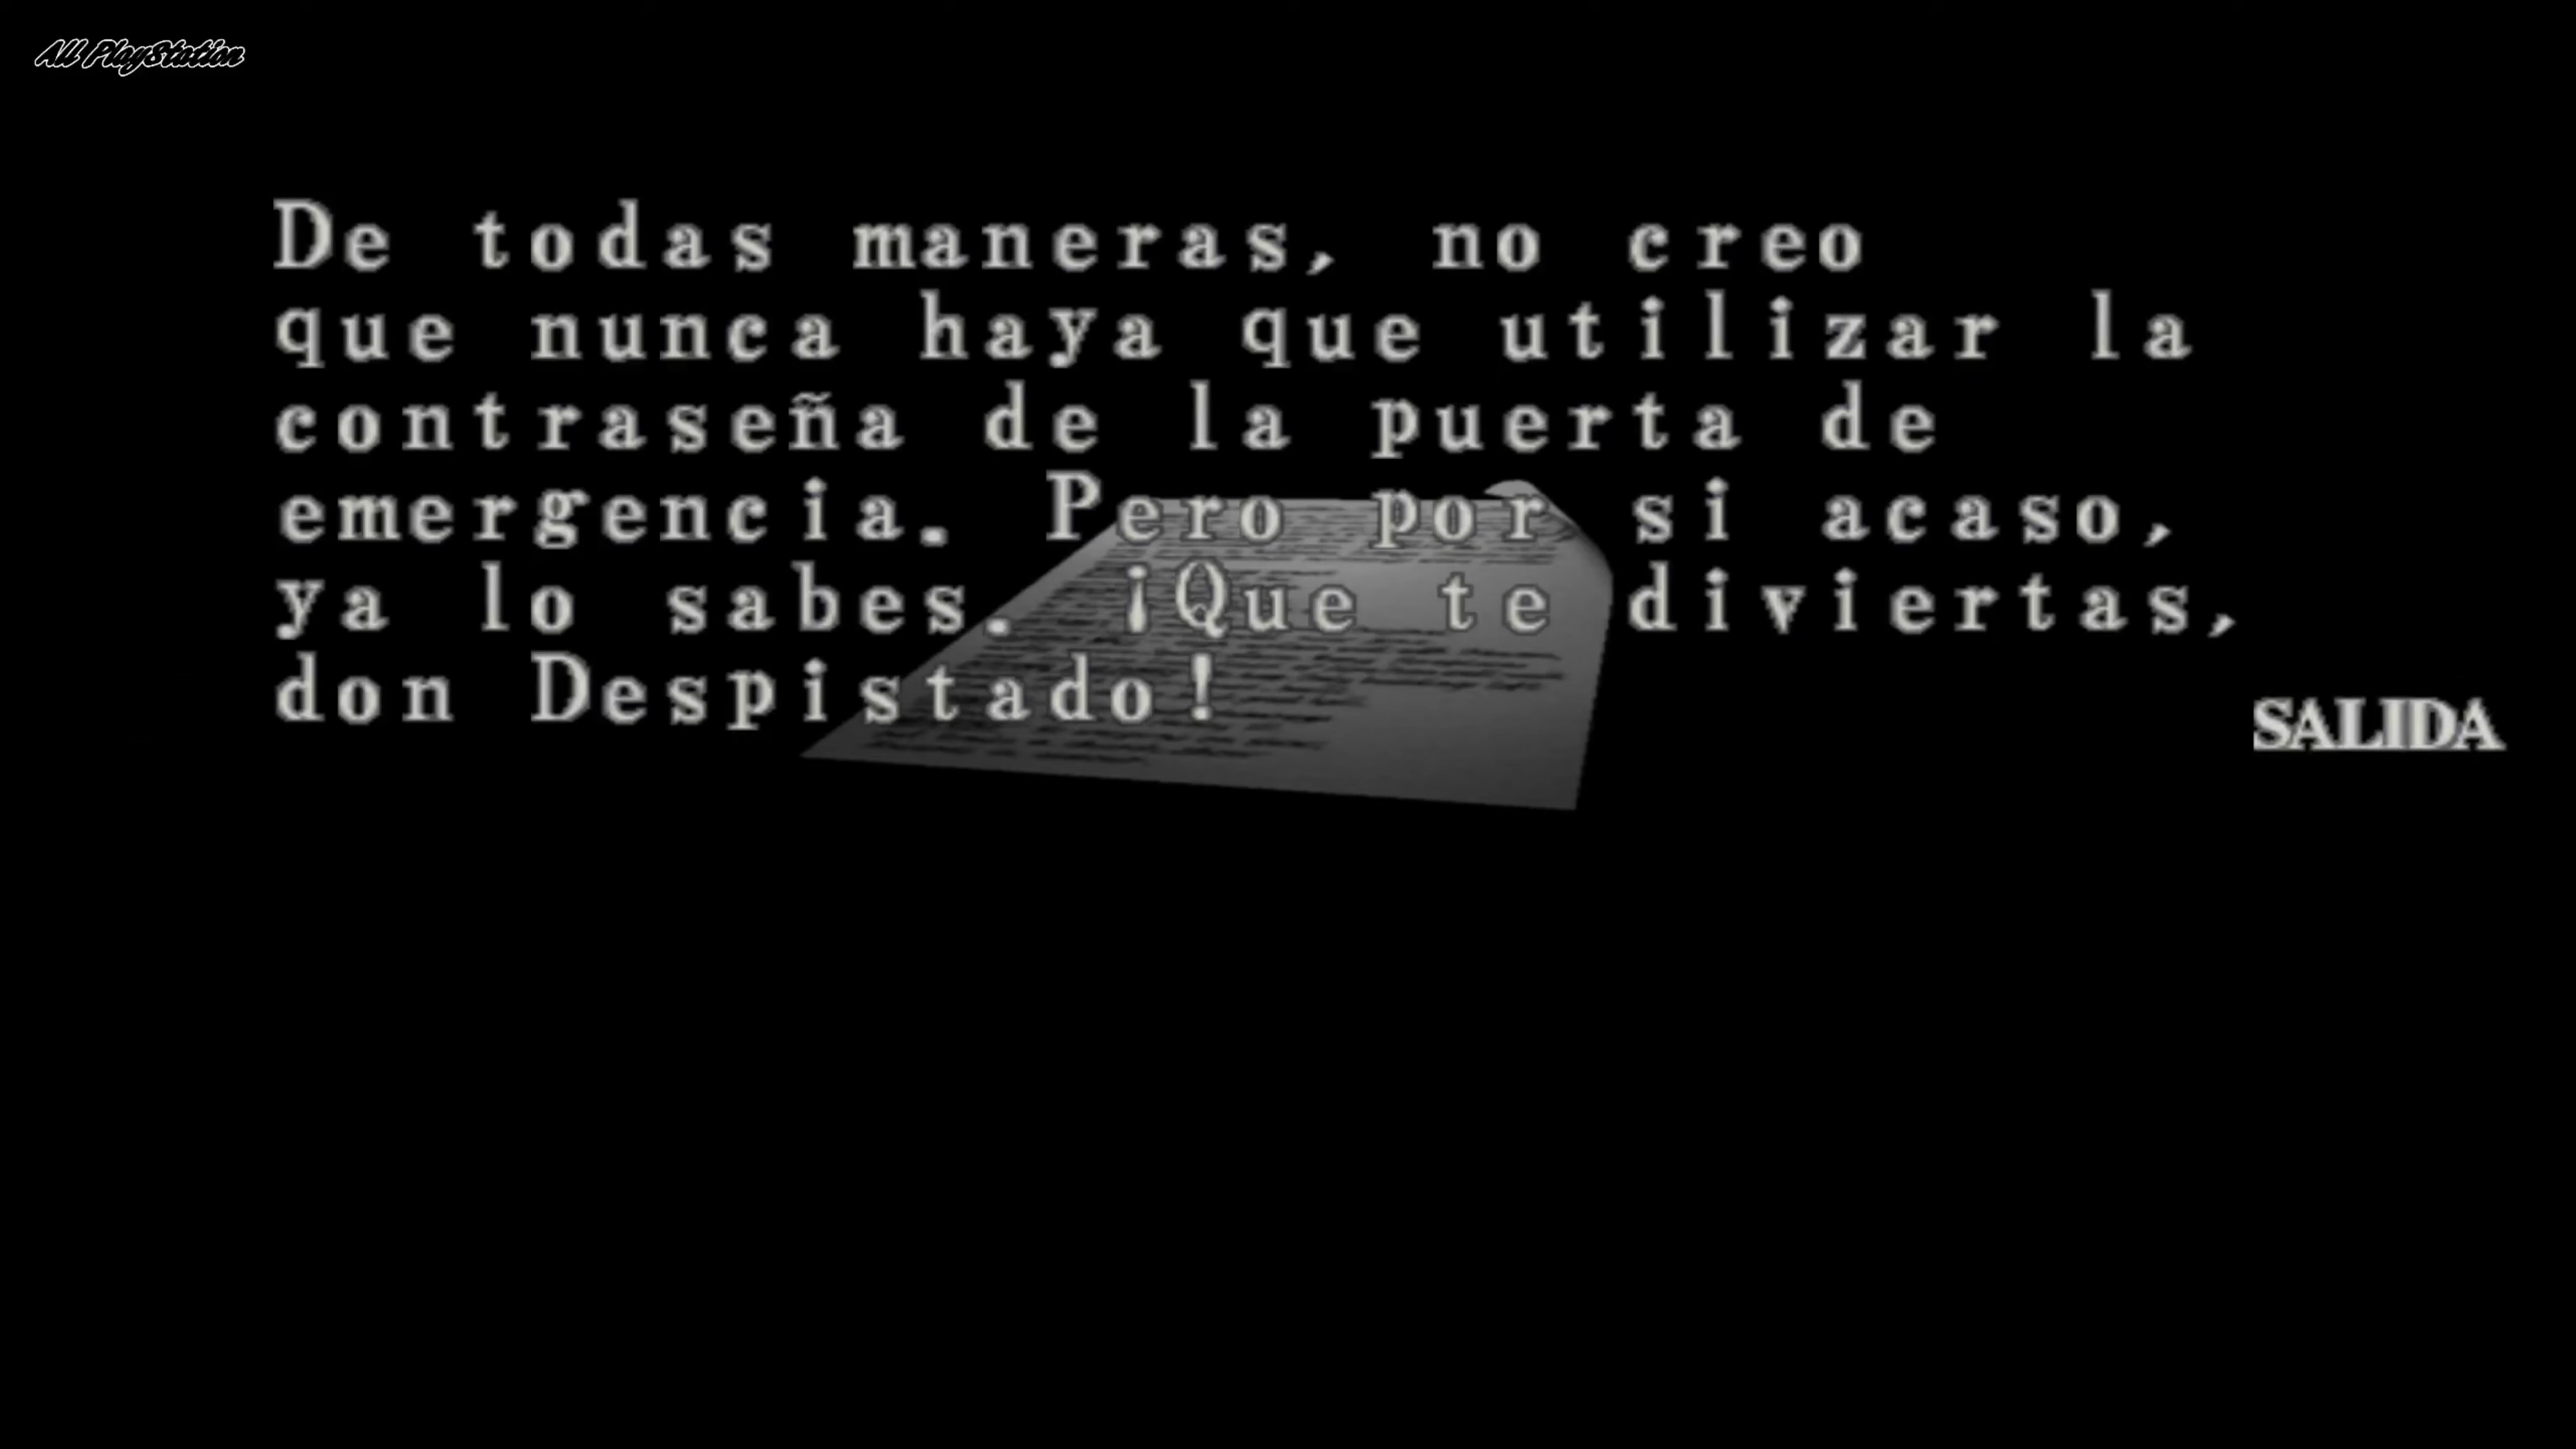 All PlayStation
De todas maneras, no creo
que nunca haya que utilizar la
contraseña de la puerta de
emergencia. Pero por si acaso,
ya lo sabes. ¡Que te diviertas,
don Despistado!
SALIDA